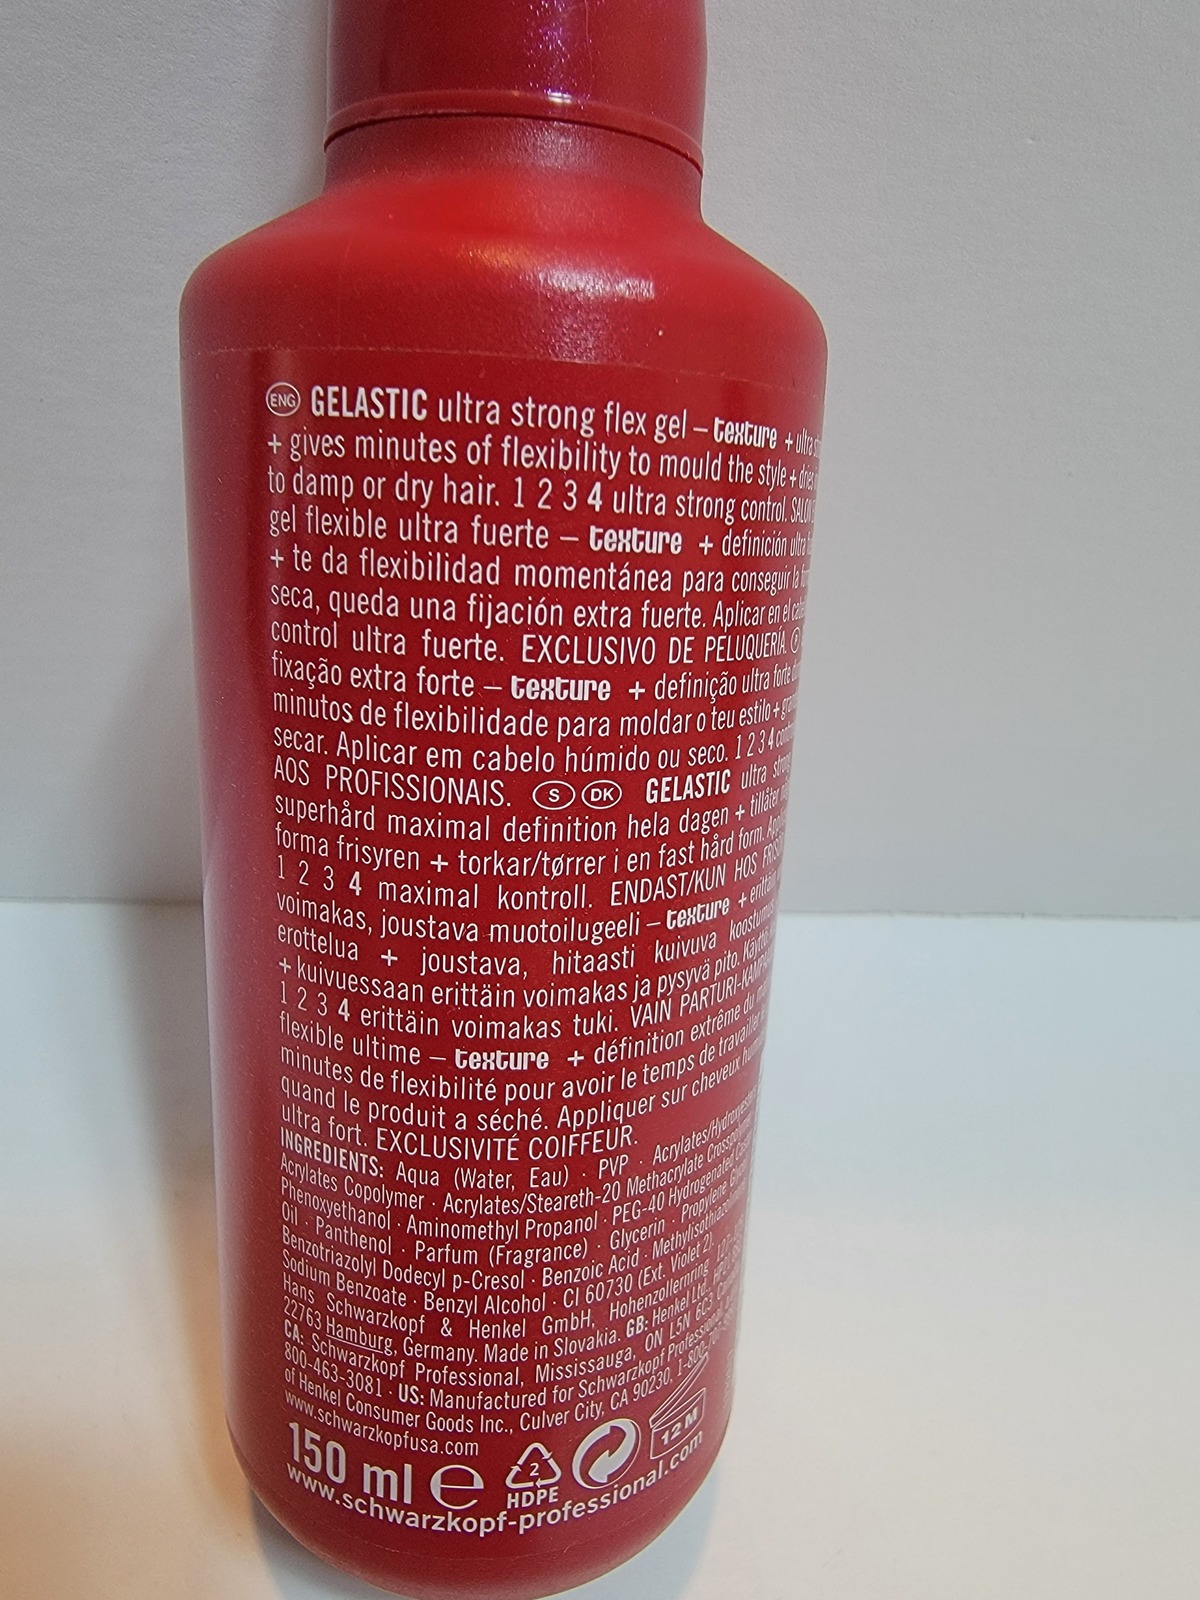 ENG GELASTIC ultra strong flex gel – texture +
+ gives minutes of flexibility to mould the style +
to damp or dry hair. 1 2 3 4 ultra strong control.
gel flexible ultra fuerte – texture + definición ultra
+ te da flexibilidad momentánea para conseguir la
seca, queda una fijación extra fuerte. Aplicar en el
control ultra fuerte. EXCLUSIVO DE PELUQUERÍA.
fixação extra forte – texture + definição ultra forte
minutos de flexibilidade para moldar o teu estilo +
secar. Aplicar em cabelo húmido ou seco. 1 2 3 4
AOS PROFISSIONAIS. S DK GELASTIC ultra
superhård maximal definition hela dagen + tillåter
forma frisyren + torkar/tørrer i en fast hård form.
1 2 3 4 maximal kontroll. ENDAST/KUN HOS
voimakas, joustava muotoilugeeli – texture +
erottelua + joustava, hitaasti kuivuva
+ kuivuessaan erittäin voimakas ja pysyvä pito.
1 2 3 4 erittäin voimakas tuki. VAIN
flexible ultime – texture + définition extrême du
minutes de flexibilité pour avoir le temps de travailler
quand le produit a séché. Appliquer sur cheveux
ultra fort. EXCLUSIVITÉ COIFFEUR.
INGREDIENTS: Aqua (Water, Eau) · PVP ·
Acrylates Copolymer · Acrylates/Steareth-20 Methacrylate
Phenoxyethanol · Aminomethyl Propanol · PEG-40 Hydrogenated
Oil · Panthenol · Parfum (Fragrance) · Glycerin · Propylene
Benzotriazolyl Dodecyl p-Cresol · Benzoic Acid ·
Sodium Benzoate · Benzyl Alcohol · CI 60730 (Ext. Violet 2).
Hans Schwarzkopf & Henkel GmbH, Hohenzollernring
22763 Hamburg, Germany. Made in Slovakia. GB: Henkel Ltd.,
CA: Schwarzkopf Professional, Mississauga, ON L5N 6C3.
800-463-3081 · US: Manufactured for Schwarzkopf
of Henkel Consumer Goods Inc., Culver City, CA 90230.
www.schwarzkopfusa.com
150 ml e 2 HDPE 12 M
www.schwarzkopf-professional.com